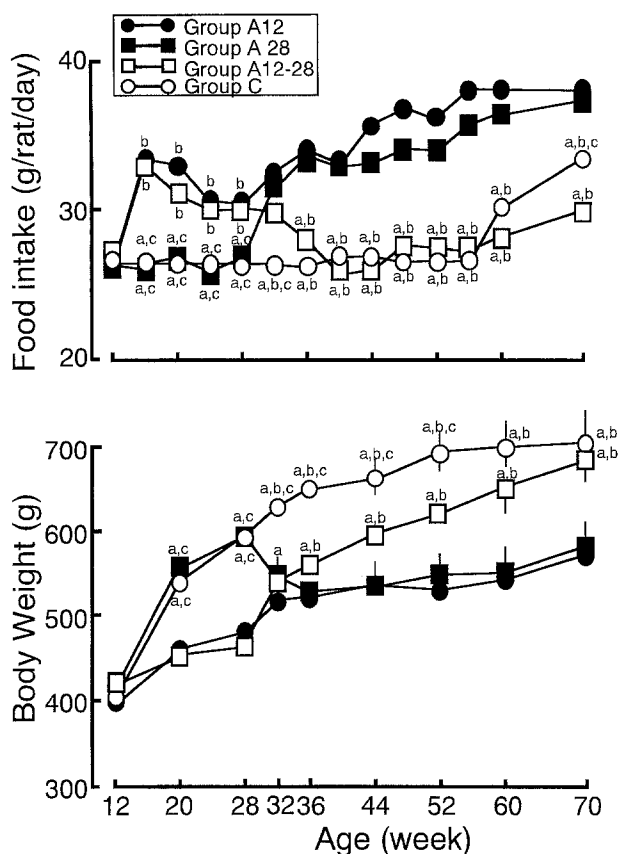 Group A12
Group A 28
Group A12-28
Group C
40
30
20
Food intake (g/rat/day)
b b b b
b b b b
a,c a,c a,c a,c
a,b a,b a,b a,b a,b a,b a,b a,b,c
a,c a,c a,c a,c a,b,c a,b a,b a,b a,b a,b a,b a,b a,b
700
600
500
400
300
Body Weight (g)
a,c a,c a,b,c a,b,c a,b,c a,b,c a,b a,b
a,c a,c a a,b a,b a,b a,b a,b
12 20 28 32 36 44 52 60 70
Age (week)